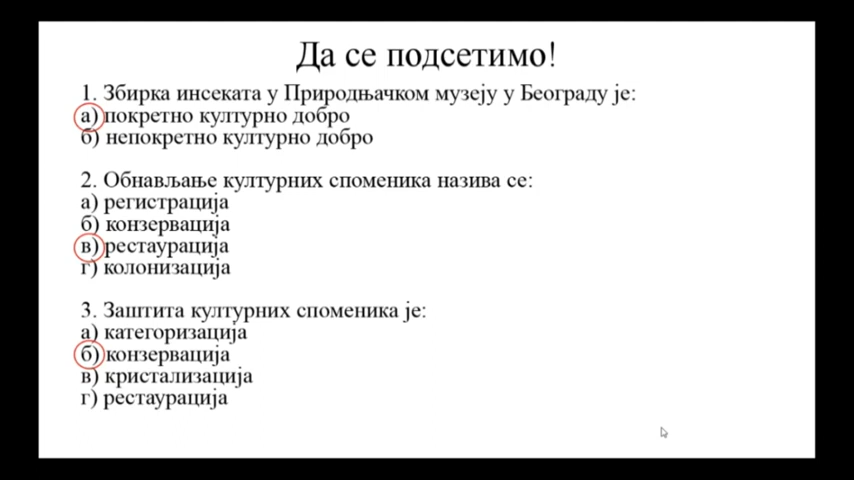 Да се подсетимо!
1. Збирка инсеката у Природњачком музеју у Београду је:
а) покретно културно добро
б) непокретно културно добро
2. Обнављање културних споменика назива се:
а) регистрација
б) конзервација
в) рестаурација
г) колонизација
3. Заштита културних споменика је:
а) категоризација
б) конзервација
в) кристализација
г) рестаурација